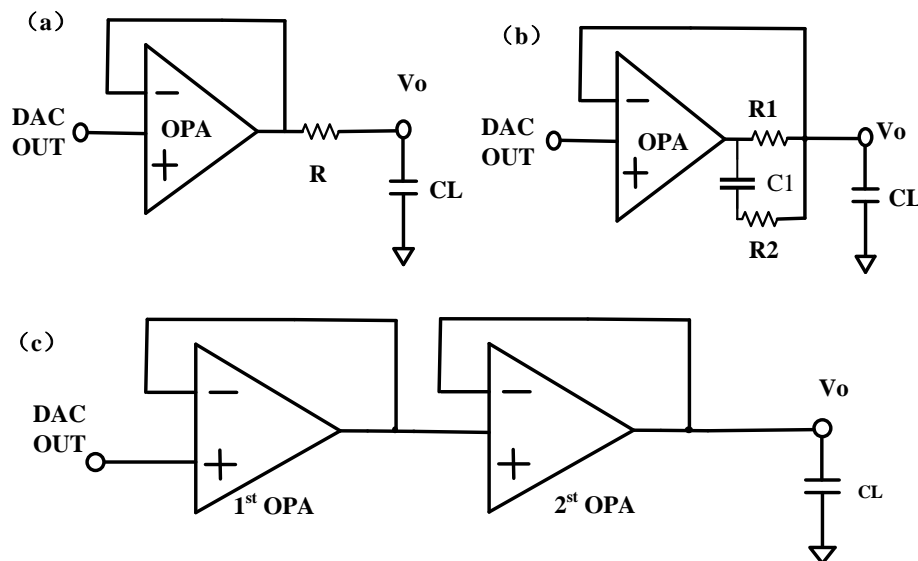 （a）
Vo
DAC
OUT
OPA
R
CL
（b）
DAC
OUT
OPA
R1
Vo
C1
CL
R2
（c）
DAC
OUT
1st OPA
2st OPA
Vo
CL